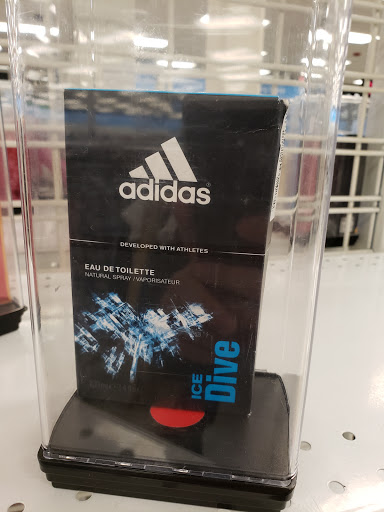 adidas
DEVELOPED WITH ATHLETES
EAU DE TOILETTE
NATURAL SPRAY / VAPORISATEUR
ICE
Dive